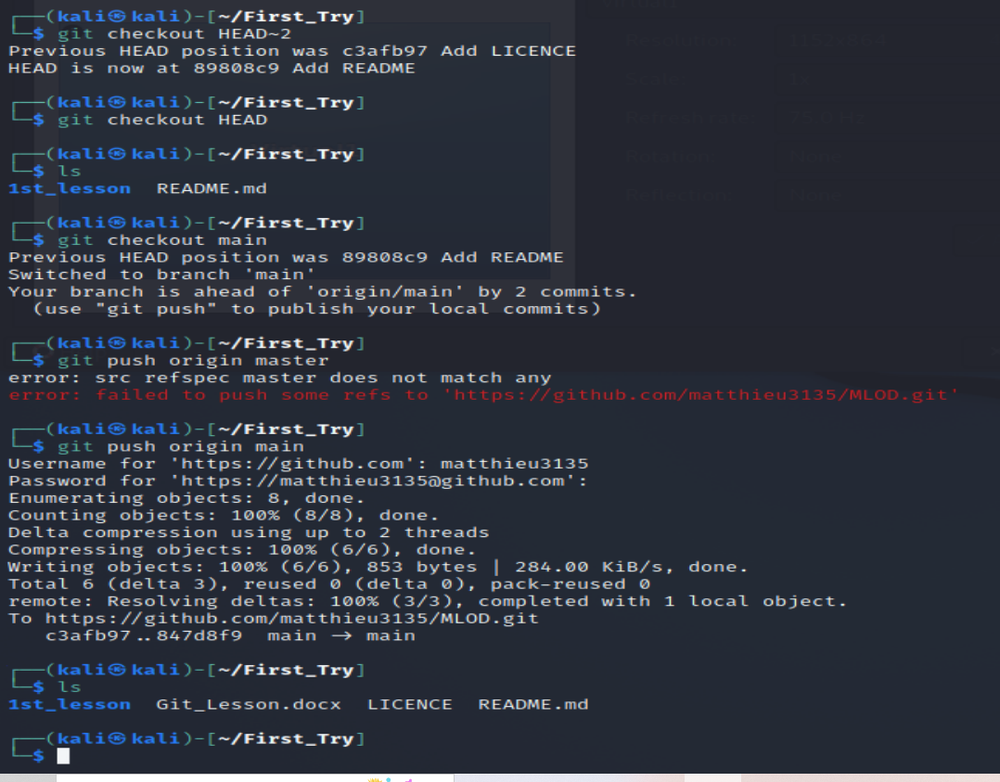 ┌──(kali㉿kali)-[~/First_Try]
└─$ git checkout HEAD~2
Previous HEAD position was c3afb97 Add LICENCE
HEAD is now at 89808c9 Add README
┌──(kali㉿kali)-[~/First_Try]
└─$ git checkout HEAD
┌──(kali㉿kali)-[~/First_Try]
└─$ ls
1st_lesson  README.md
┌──(kali㉿kali)-[~/First_Try]
└─$ git checkout main
Previous HEAD position was 89808c9 Add README
Switched to branch 'main'
Your branch is ahead of 'origin/main' by 2 commits.
  (use "git push" to publish your local commits)
┌──(kali㉿kali)-[~/First_Try]
└─$ git push origin master
error: src refspec master does not match any
error: failed to push some refs to 'https://github.com/matthieu3135/MLOD.git'
┌──(kali㉿kali)-[~/First_Try]
└─$ git push origin main
Username for 'https://github.com': matthieu3135
Password for 'https://matthieu3135@github.com':
Enumerating objects: 8, done.
Counting objects: 100% (8/8), done.
Delta compression using up to 2 threads
Compressing objects: 100% (6/6), done.
Writing objects: 100% (6/6), 853 bytes | 284.00 KiB/s, done.
Total 6 (delta 3), reused 0 (delta 0), pack-reused 0
remote: Resolving deltas: 100% (3/3), completed with 1 local object.
To https://github.com/matthieu3135/MLOD.git
   c3afb97..847d8f9  main → main
┌──(kali㉿kali)-[~/First_Try]
└─$ ls
1st_lesson  Git_Lesson.docx  LICENCE  README.md
┌──(kali㉿kali)-[~/First_Try]
└─$